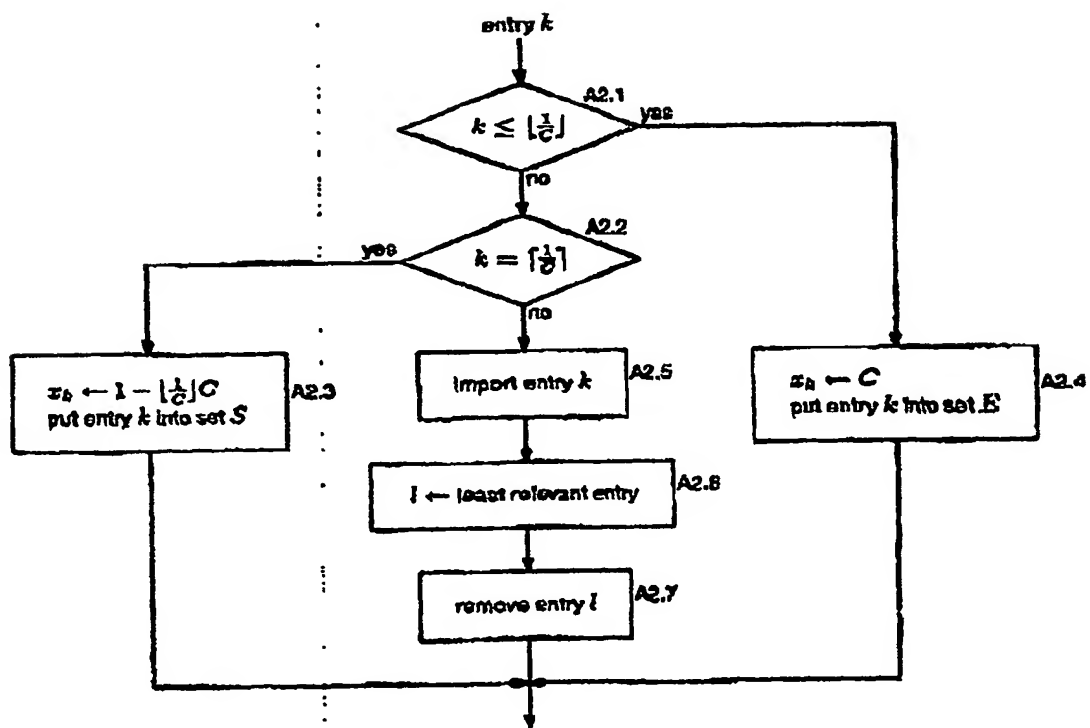 entry k
A2.1
k ≤ ⌊1/C⌋
yes
no
A2.2
yes
k = ⌈1/C⌉
no
x_k ← 1 − ⌊1/C⌋C
put entry k into set S
A2.3
import entry k
A2.5
x_k ← C
put entry k into set E
A2.4
l ← least relevant entry
A2.6
remove entry l
A2.7